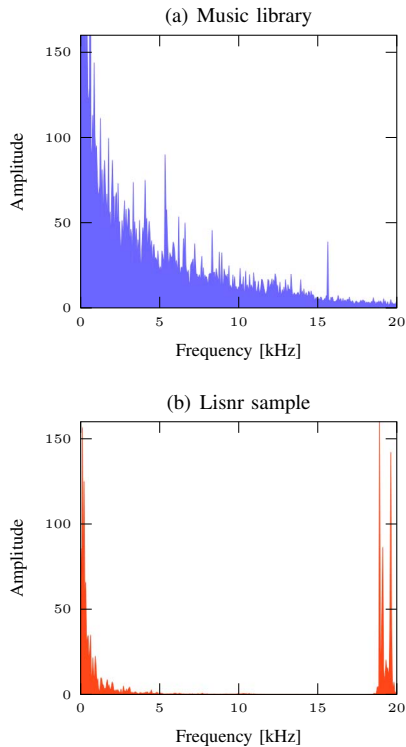 (a) Music library
150
100
50
0
Amplitude
0 5 10 15 20
Frequency [kHz]
(b) Lisnr sample
150
100
50
0
Amplitude
0 5 10 15 20
Frequency [kHz]